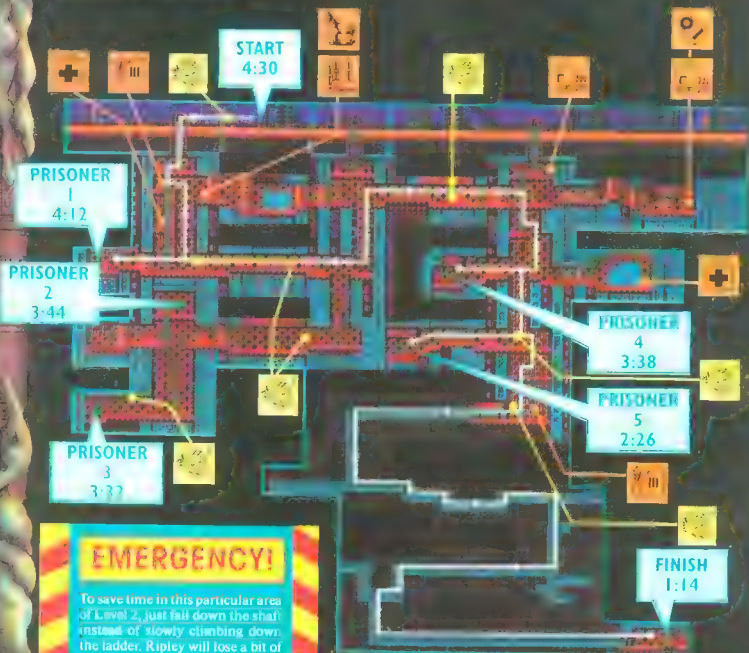 START
4:30
PRISONER
1
4:12
PRISONER
2
3:44
PRISONER
4
3:38
PRISONER
5
2:26
PRISONER
3
3:32
FINISH
1:14
EMERGENCY!
To save time in this particular area
of Level 2, just fall down the shaft
instead of slowly climbing down
the ladder. Ripley will lose a bit of